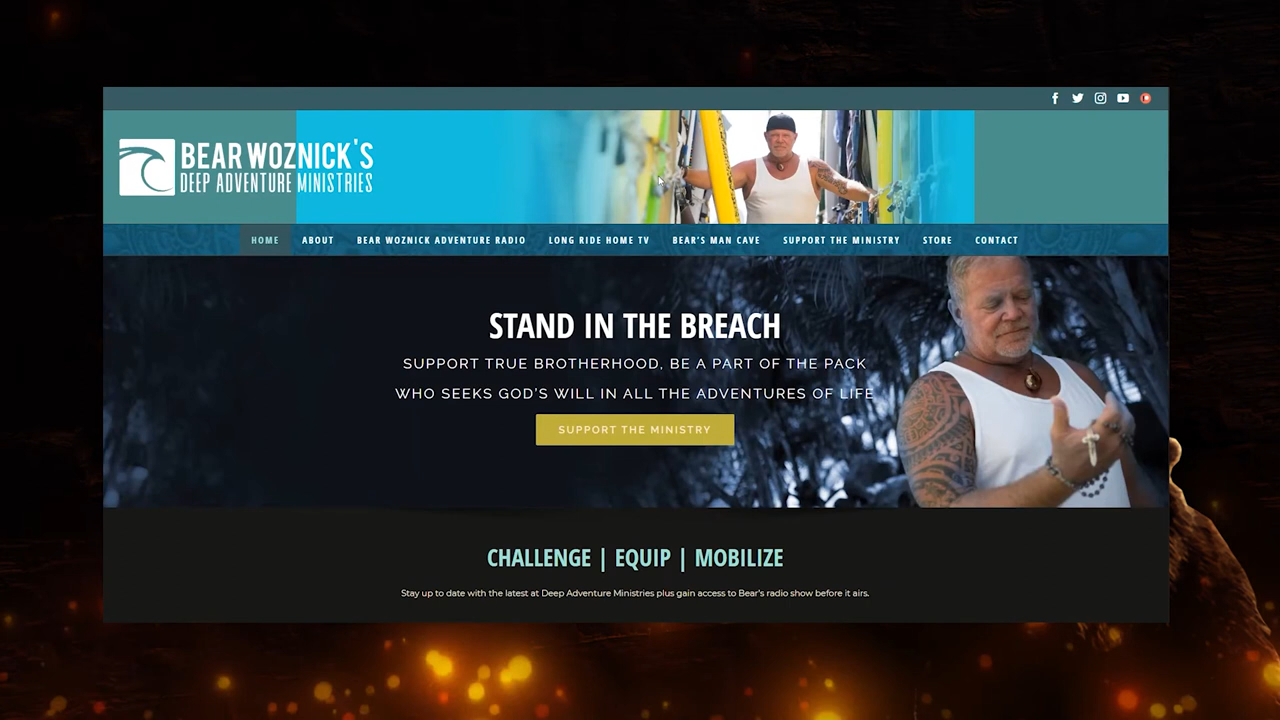 BEAR WOZNICK'S
DEEP ADVENTURE MINISTRIES
HOME ABOUT BEAR WOZNICK ADVENTURE RADIO LONG RIDE HOME TV BEAR'S MAN CAVE SUPPORT THE MINISTRY STORE CONTACT
STAND IN THE BREACH
SUPPORT TRUE BROTHERHOOD, BE A PART OF THE PACK
WHO SEEKS GOD'S WILL IN ALL THE ADVENTURES OF LIFE
SUPPORT THE MINISTRY
CHALLENGE | EQUIP | MOBILIZE
Stay up to date with the latest at Deep Adventure Ministries plus gain access to Bear's radio show before it airs.